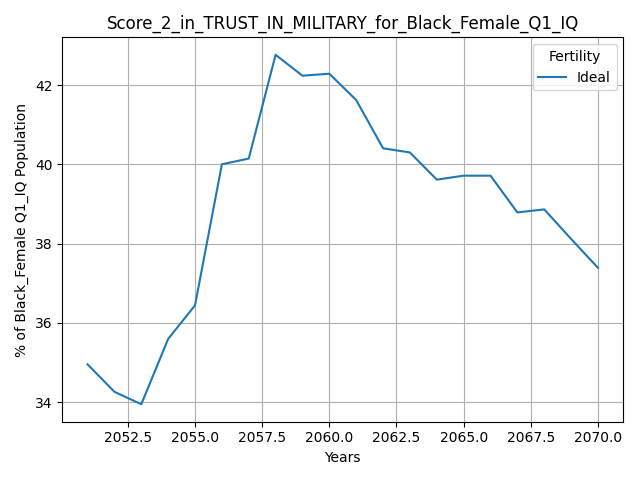 Score_2_in_TRUST_IN_MILITARY_for_Black_Female_Q1_IQ
Fertility
Ideal
% of Black_Female Q1_IQ Population
42
40
38
36
34
2052.5 2055.0 2057.5 2060.0 2062.5 2065.0 2067.5 2070.0
Years